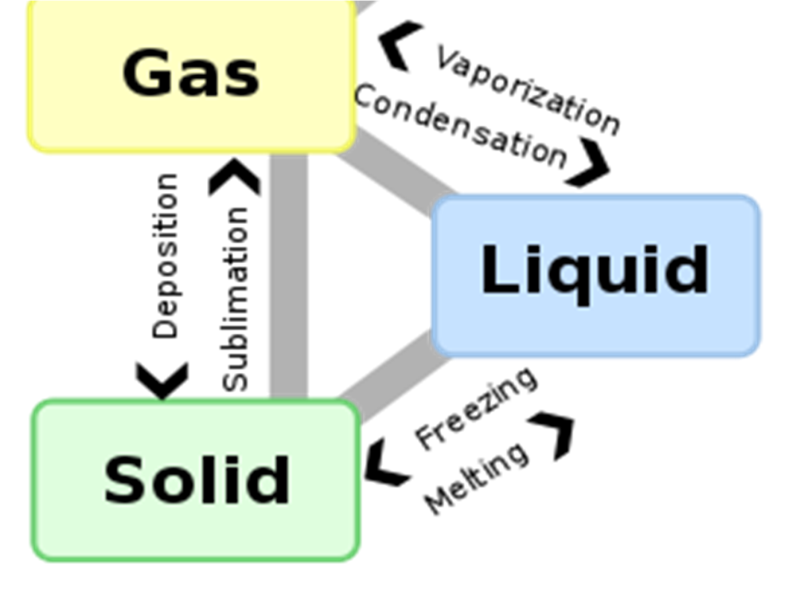 Gas
Vaporization
Condensation
Deposition
Sublimation
Liquid
Freezing
Melting
Solid